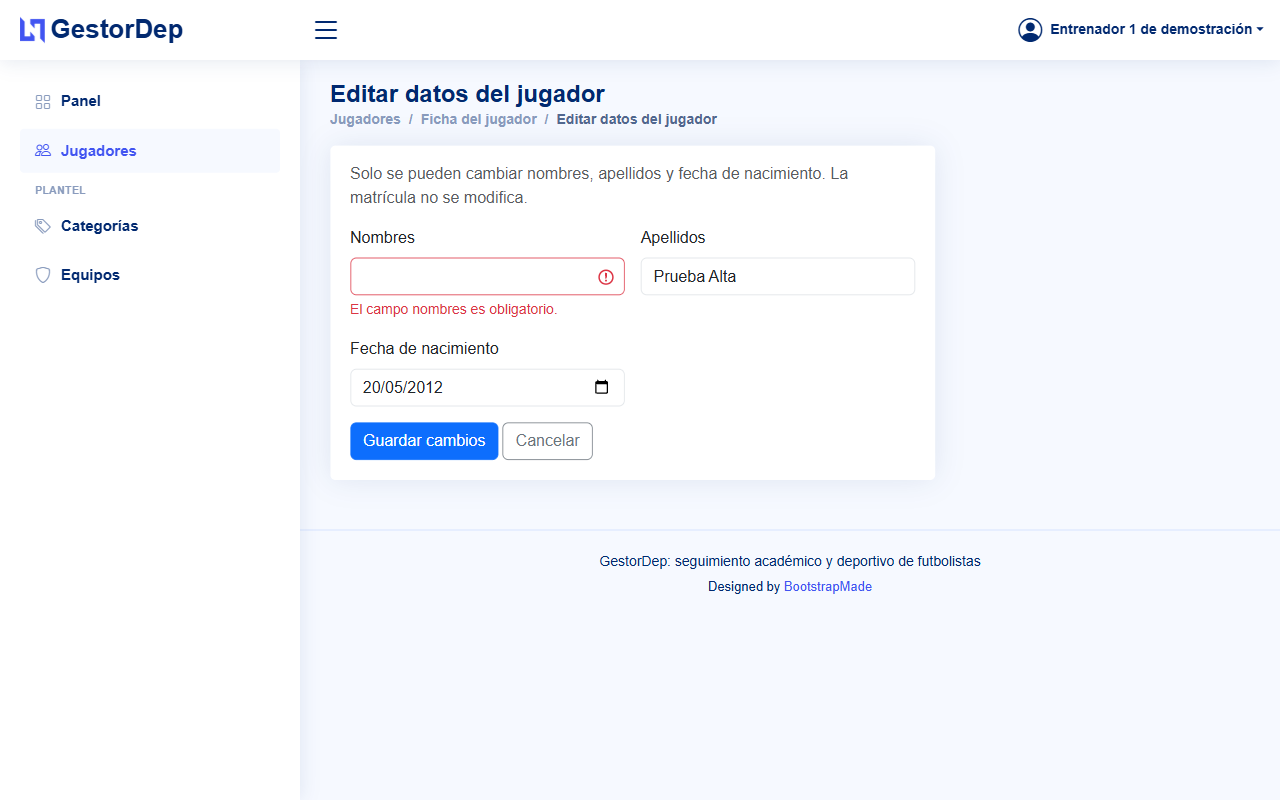 GestorDep
Entrenador 1 de demostración
Panel
Jugadores
PLANTEL
Categorías
Equipos
Editar datos del jugador
Jugadores / Ficha del jugador / Editar datos del jugador
Solo se pueden cambiar nombres, apellidos y fecha de nacimiento. La
matrícula no se modifica.
Nombres
Apellidos
Prueba Alta
El campo nombres es obligatorio.
Fecha de nacimiento
20/05/2012
Guardar cambios
Cancelar
GestorDep: seguimiento académico y deportivo de futbolistas
Designed by BootstrapMade